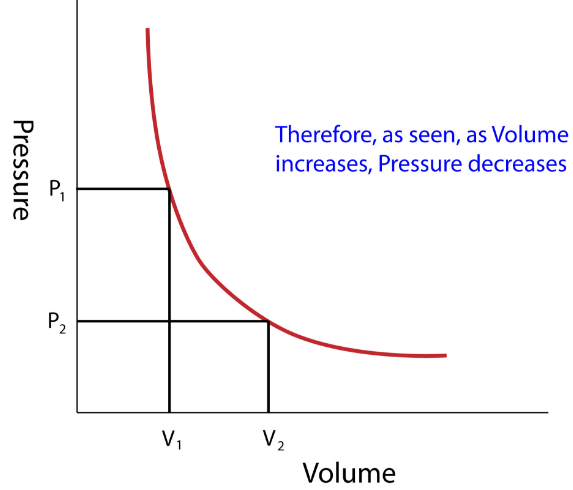 Pressure
Therefore, as seen, as Volume
increases, Pressure decreases
P₁
P₂
V₁ V₂
Volume